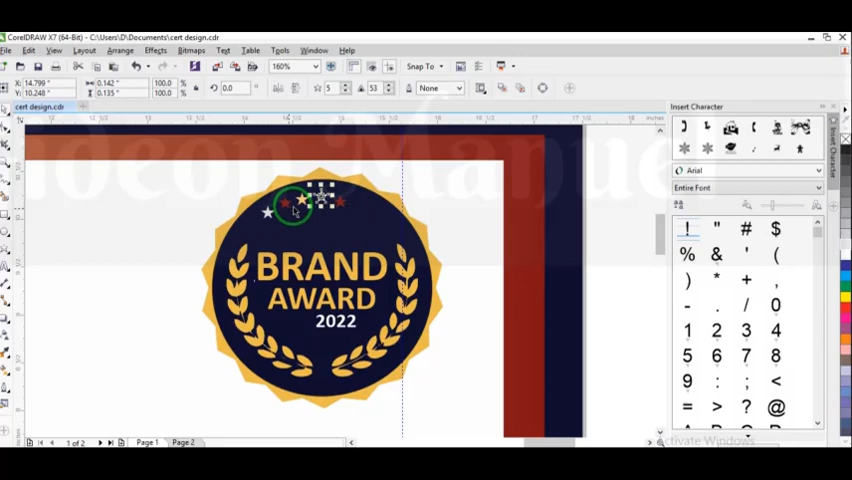 CorelDRAW X7 (64-Bit) - C:\Users\D\Documents\cert design.cdr
File Edit View Layout Arrange Effects Bitmaps Text Table Tools Window Help
160% Snap To
X: 14.799 " 0.142 " 100.0 % 0.0 5 53 None
Y: 10.248 " 0.135 " 100.0 %
cert design.cdr
Insert Character
inches
Arial
Entire Font
BRAND
AWARD
2022
! " # $
% & ' (
) * + ,
- . / 0
1 2 3 4
5 6 7 8
9 : ; <
= > ? @
Insert Character
1 of 2 Page 1 Page 2
Activate Windows